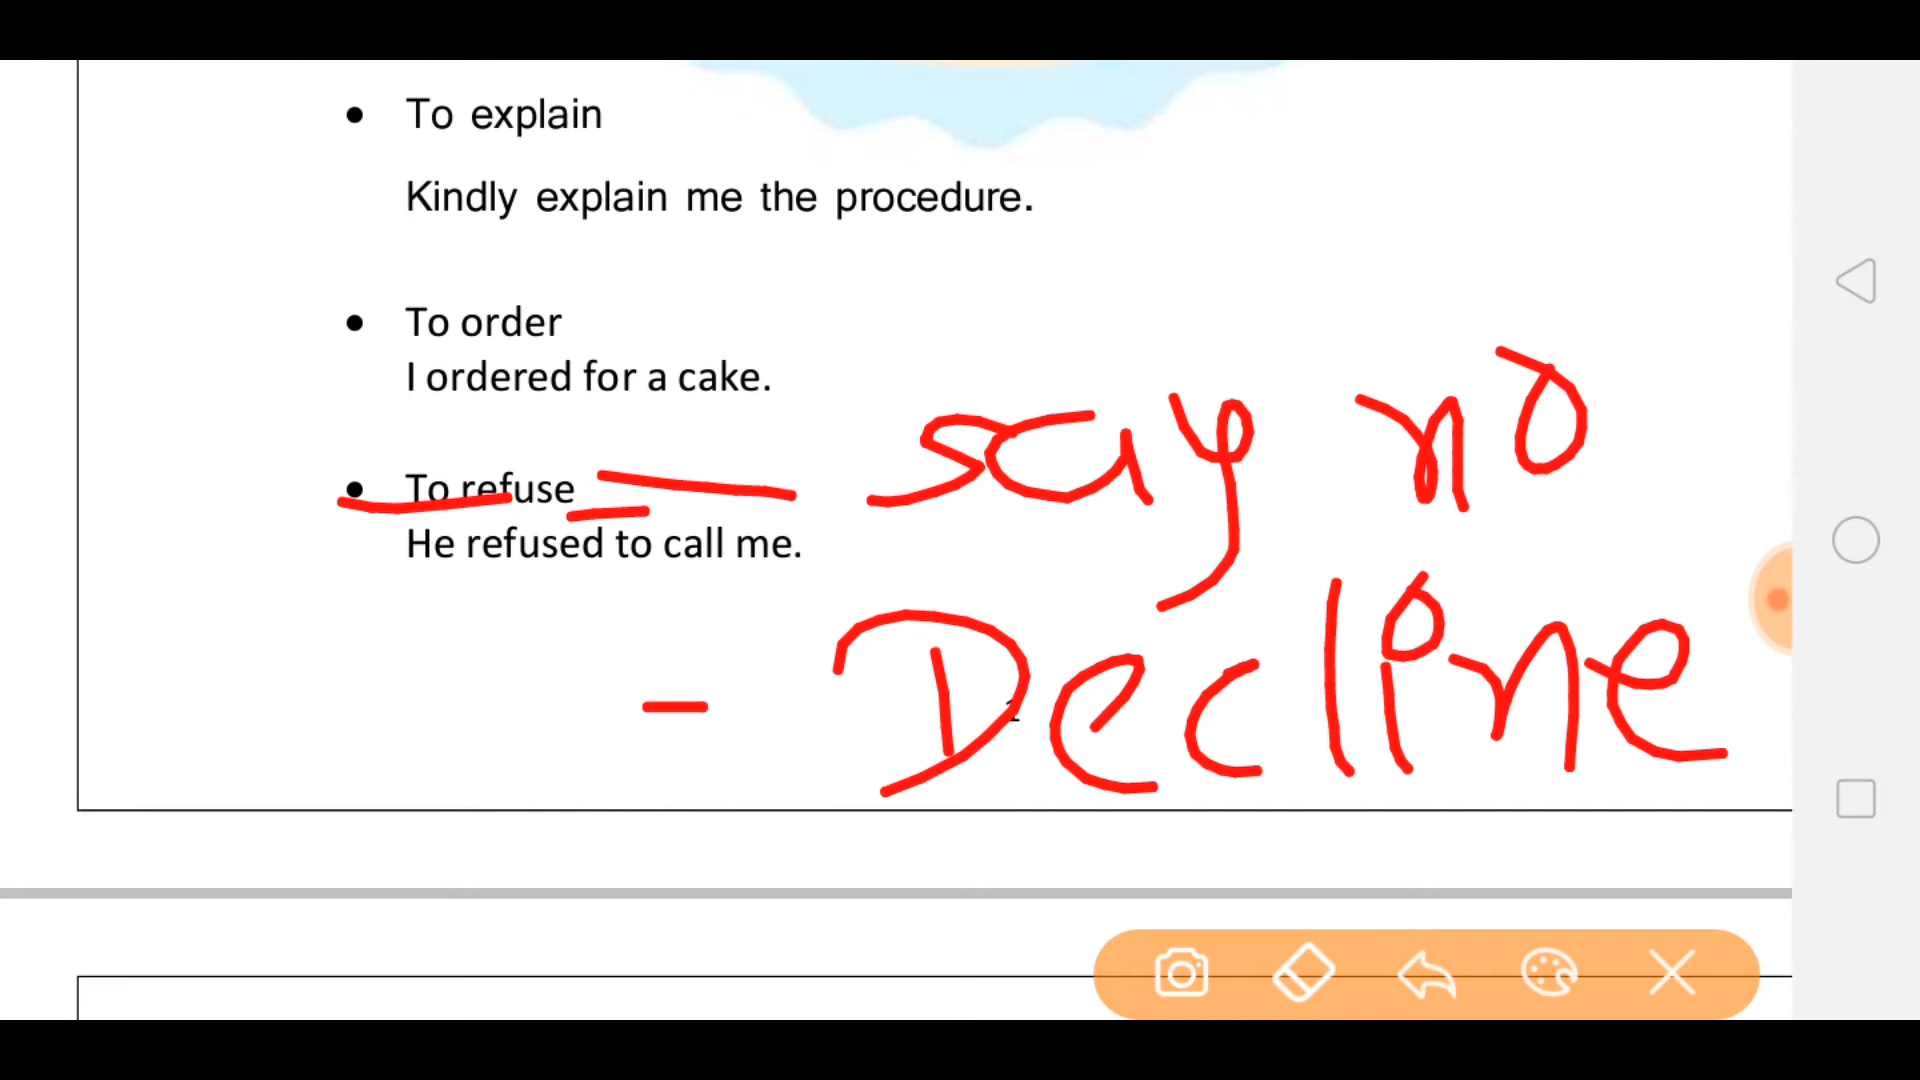 • To explain
Kindly explain me the procedure.
• To order
I ordered for a cake.
• To refuse — say no
He refused to call me.
- Decline